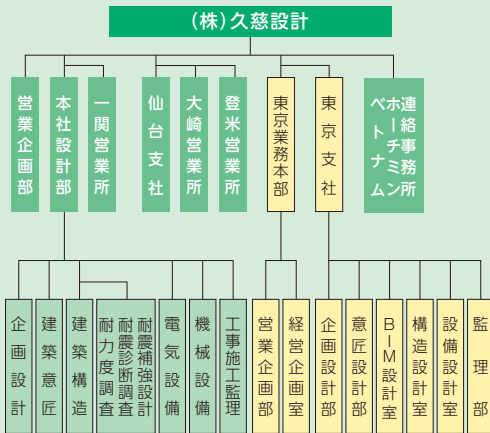 (株)久慈設計
営業企画部
本社設計部
一関営業所
仙台支社
大崎営業所
登米営業所
東京業務本部
東京支社
連絡事務所
ホーチミン
ベトナム
企画設計
建築意匠
建築構造
耐震補強設計
耐震診断調査
耐力度調査
電気設備
機械設備
工事施工監理
営業企画部
経営企画室
企画設計部
意匠設計部
BIM設計室
構造設計室
設備設計室
監理部